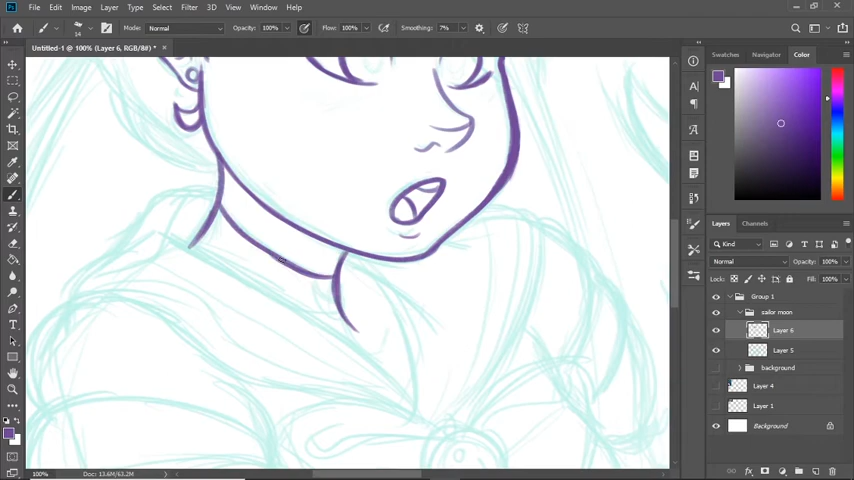 File Edit Image Layer Type Select Filter 3D View Window Help
14 Mode: Normal Opacity: 100% Flow: 100% Smoothing: 7%
Untitled-1 @ 100% (Layer 6, RGB/8#) * ×
Swatches Navigator Color
Layers Channels
Kind
Normal Opacity: 100%
Lock: Fill: 100%
Group 1
sailor moon
Layer 6
Layer 5
background
Layer 4
Layer 1
Background
100% Doc: 13.6M/63.2M